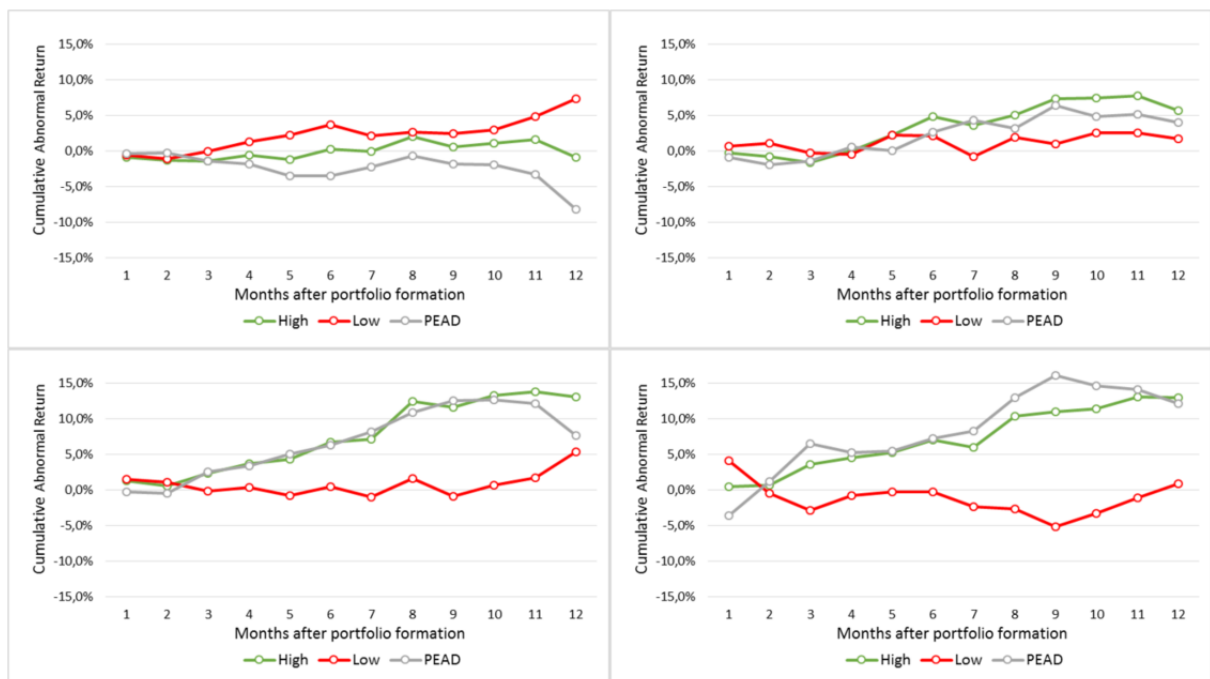 Cumulative Abnormal Return
15,0%
10,0%
5,0%
0,0%
-5,0%
-10,0%
-15,0%
1 2 3 4 5 6 7 8 9 10 11 12
Months after portfolio formation
High Low PEAD
Cumulative Abnormal Return
15,0%
10,0%
5,0%
0,0%
-5,0%
-10,0%
-15,0%
1 2 3 4 5 6 7 8 9 10 11 12
Months after portfolio formation
High Low PEAD
Cumulative Abnormal Return
15,0%
10,0%
5,0%
0,0%
-5,0%
-10,0%
-15,0%
1 2 3 4 5 6 7 8 9 10 11 12
Months after portfolio formation
High Low PEAD
Cumulative Abnormal Return
15,0%
10,0%
5,0%
0,0%
-5,0%
-10,0%
-15,0%
1 2 3 4 5 6 7 8 9 10 11 12
Months after portfolio formation
High Low PEAD